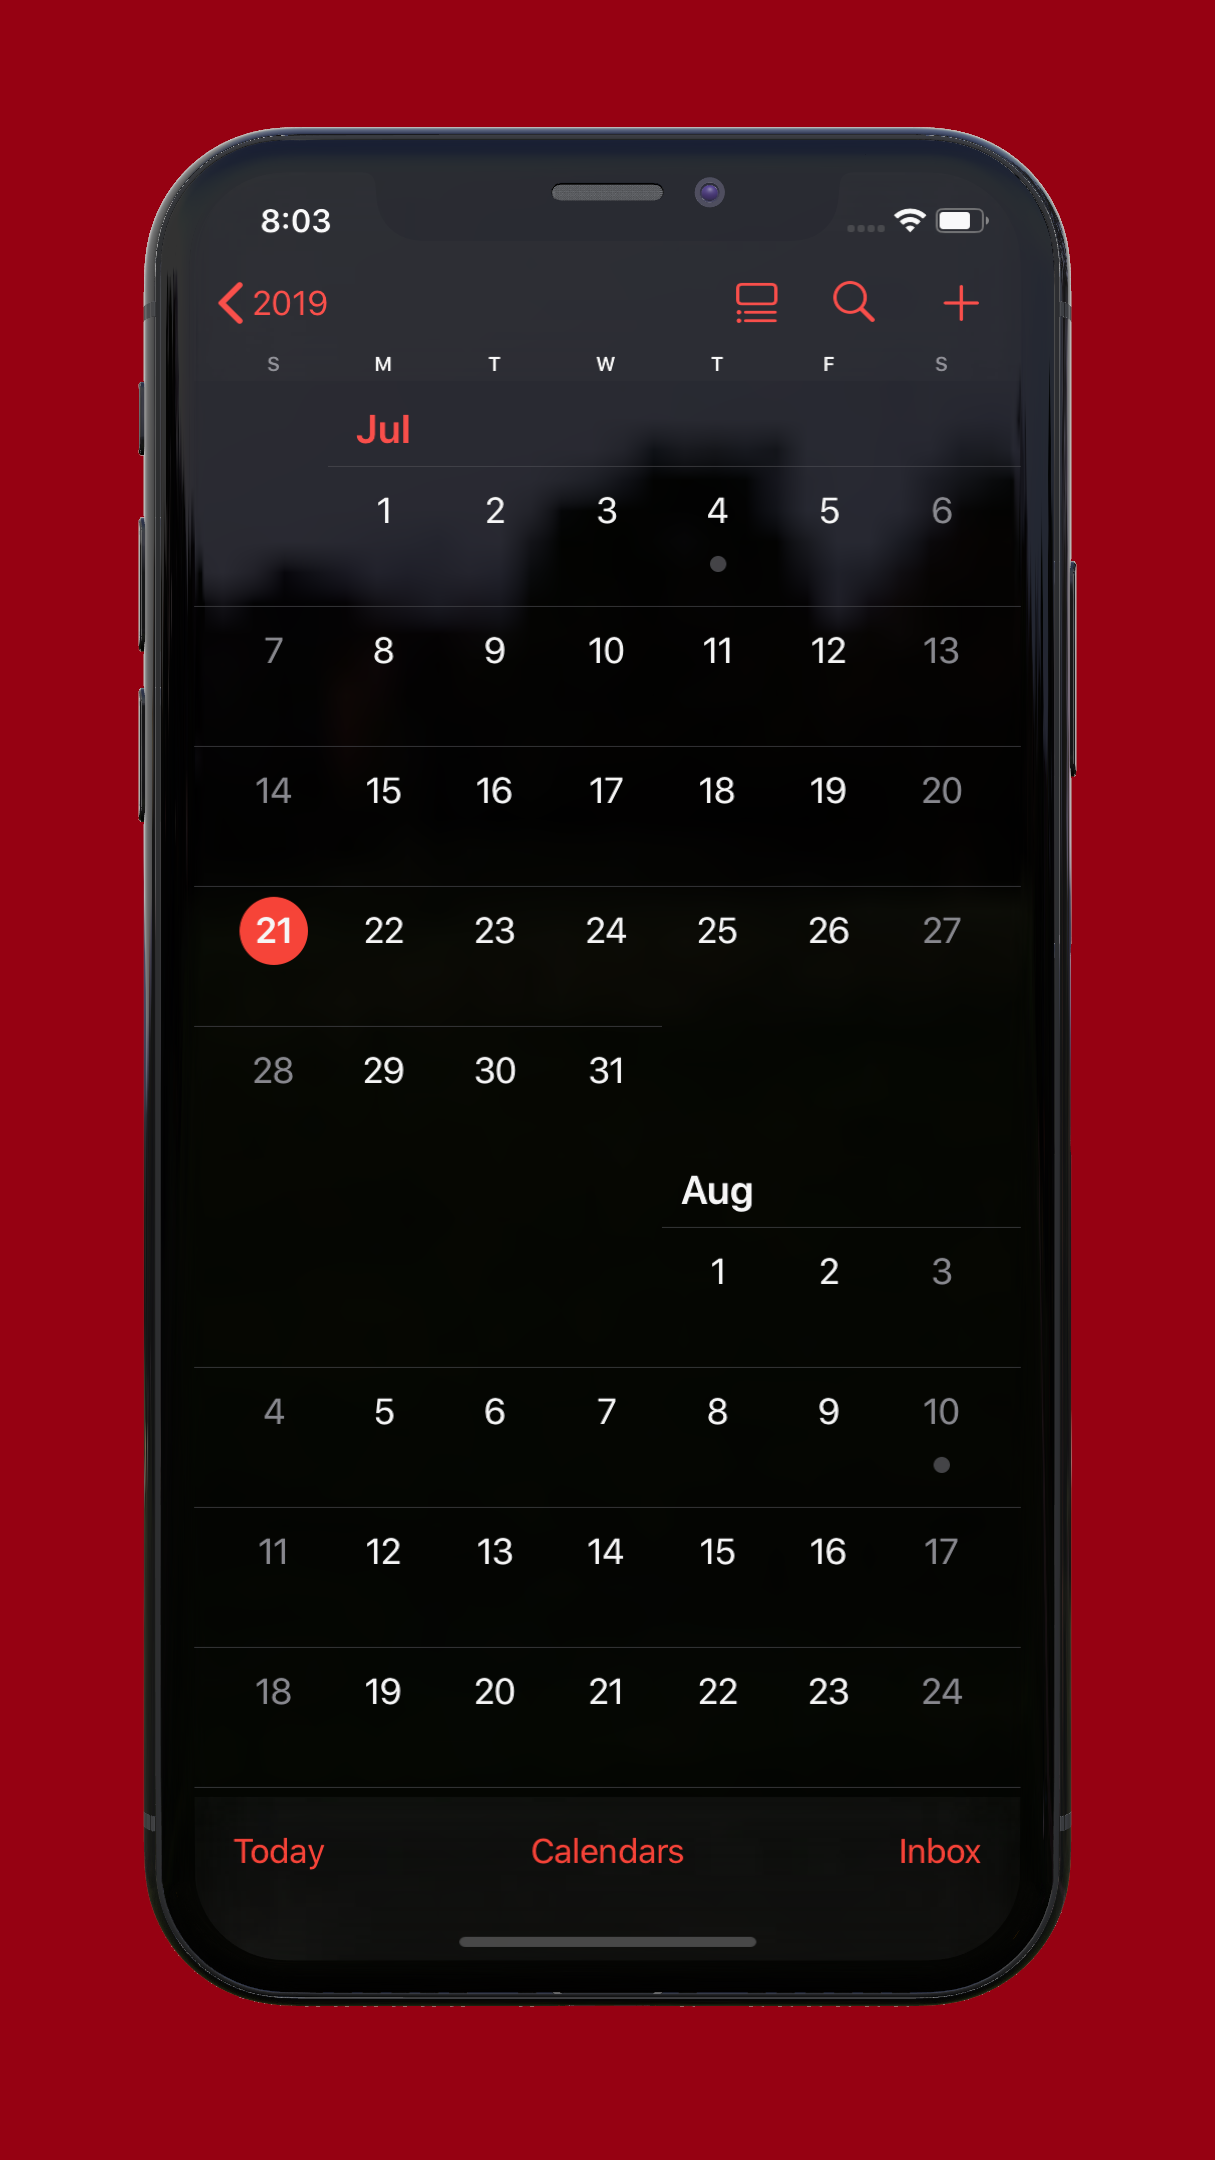 8:03
2019
S M T W T F S
Jul
1 2 3 4 5 6
7 8 9 10 11 12 13
14 15 16 17 18 19 20
21 22 23 24 25 26 27
28 29 30 31
Aug
1 2 3
4 5 6 7 8 9 10
11 12 13 14 15 16 17
18 19 20 21 22 23 24
Today Calendars Inbox